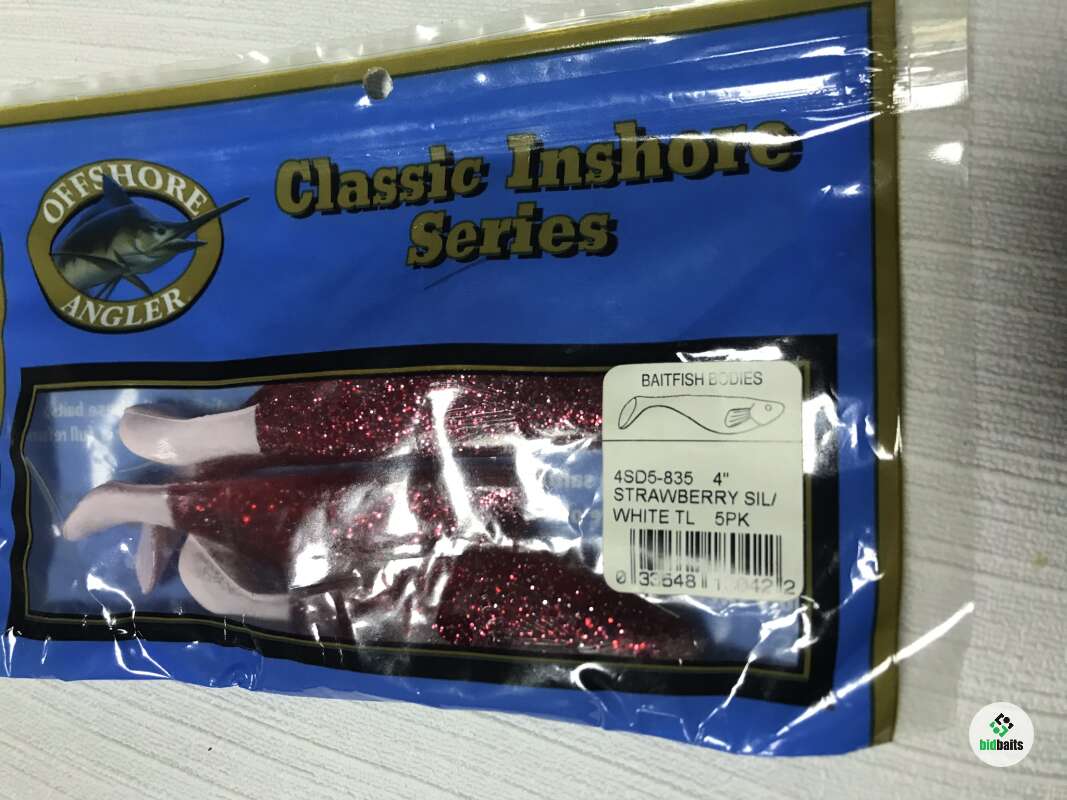 OFFSHORE
ANGLER
Classic Inshore
Series
BAITFISH BODIES
4SD5-835 4"
STRAWBERRY SIL/
WHITE TL 5PK
bidbaits